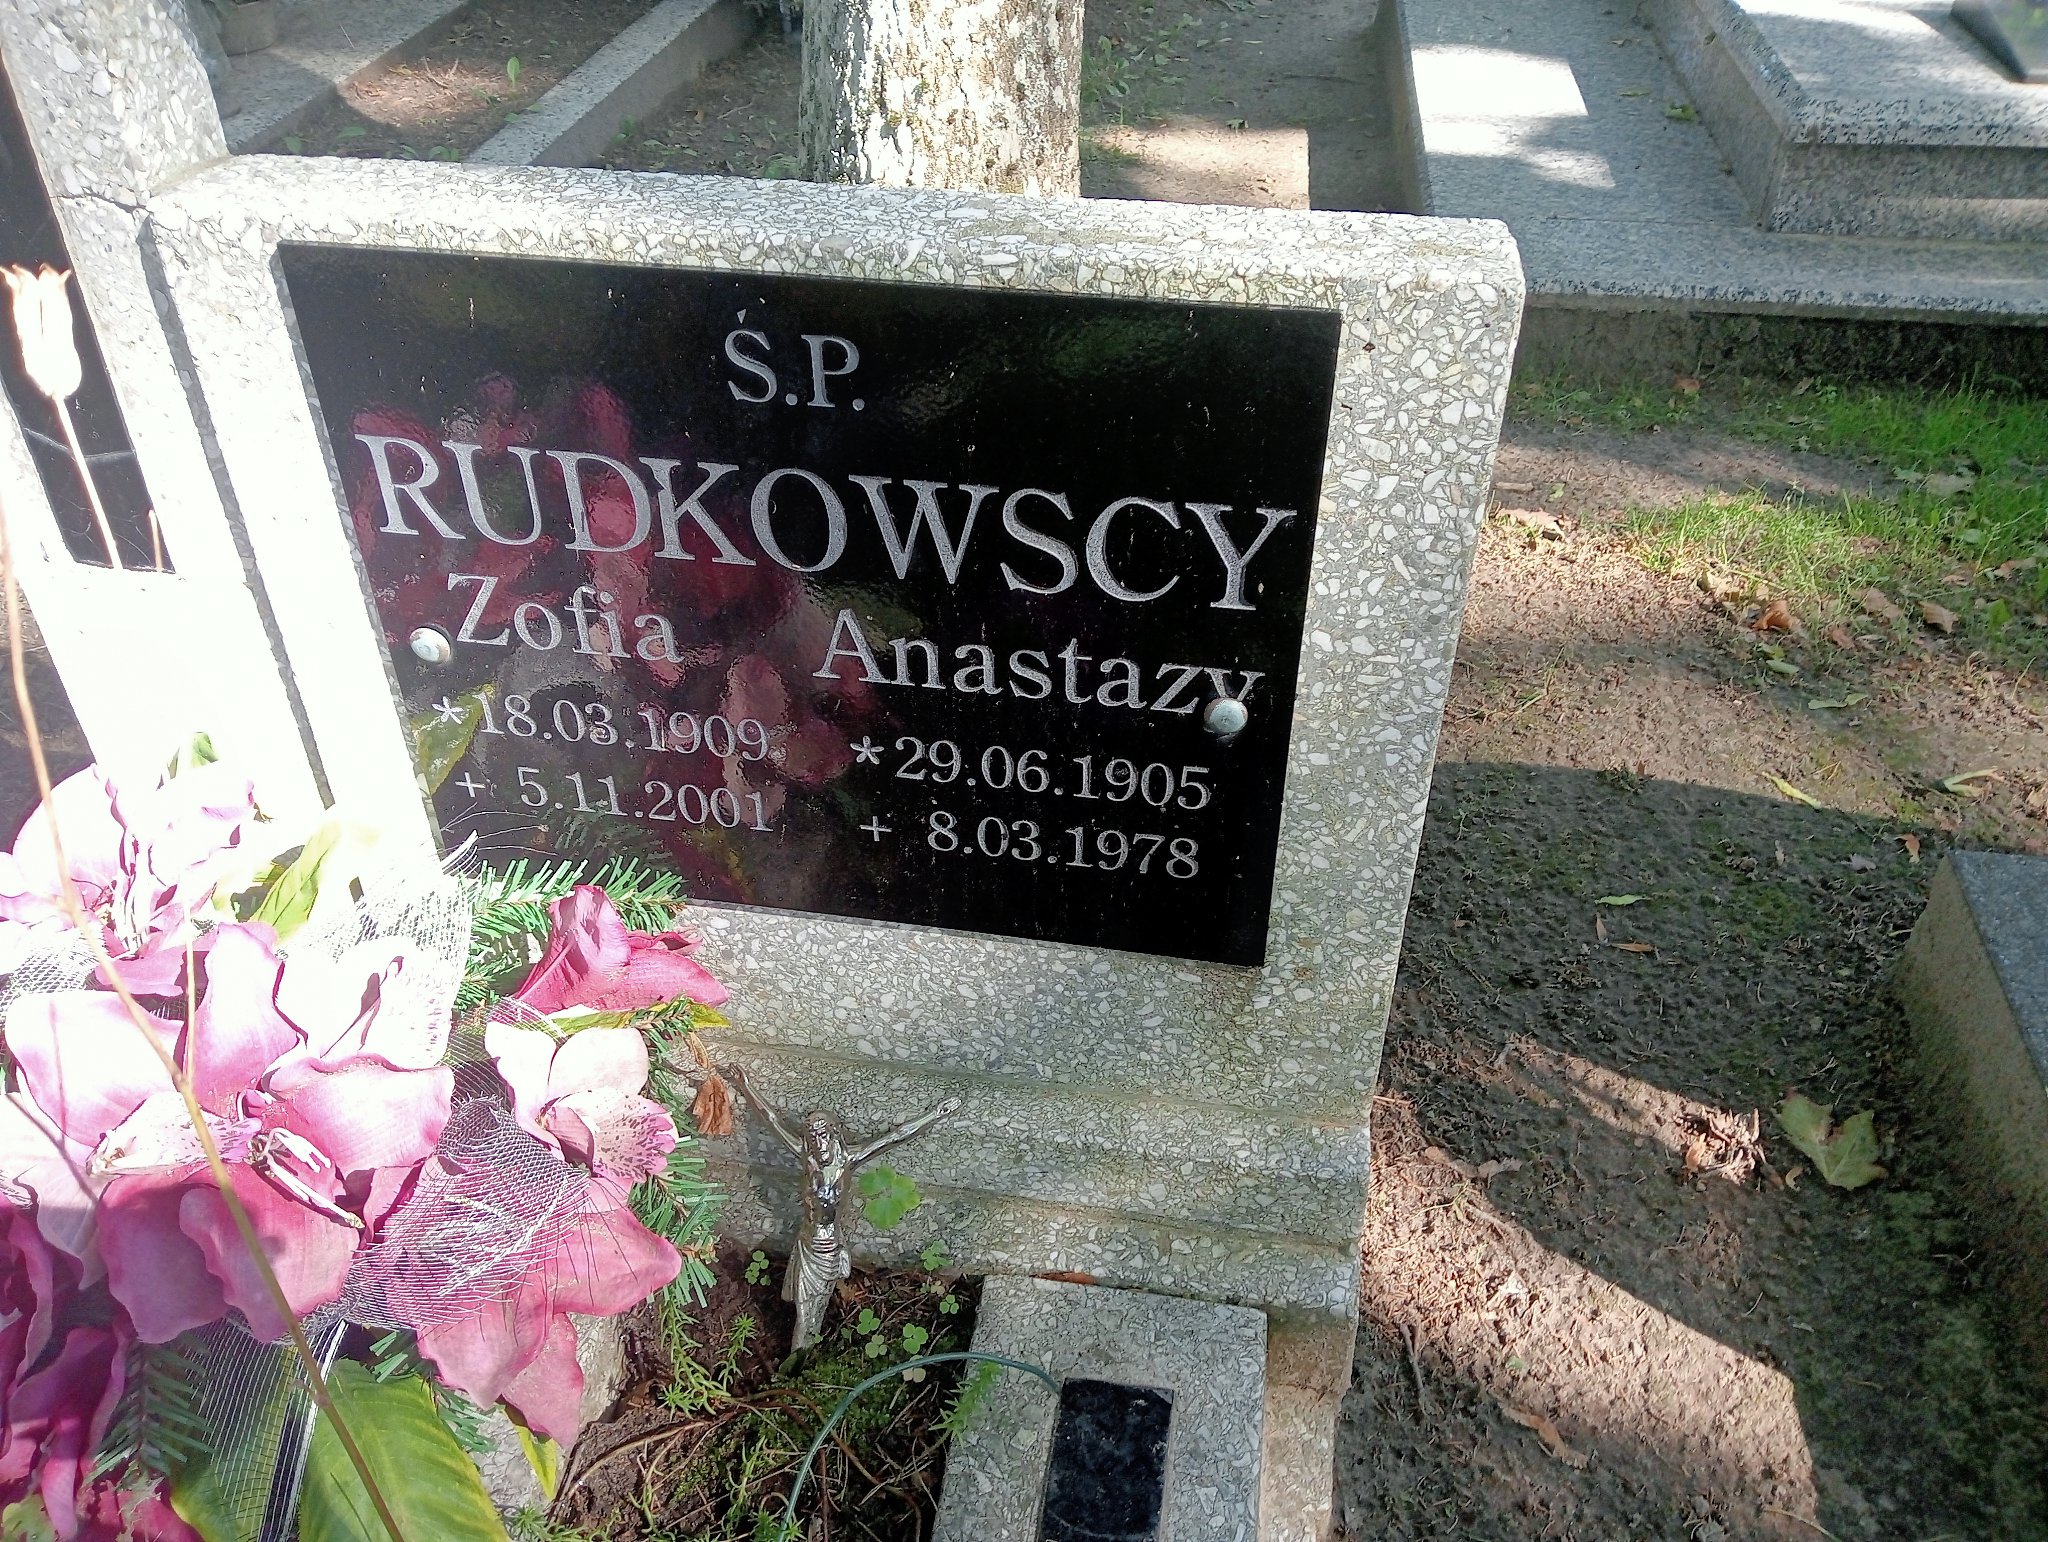 Ś.P.
RUDKOWSCY
Zofia Anastazy
*18.03.1909 *29.06.1905
+ 5.11.2001 + 8.03.1978